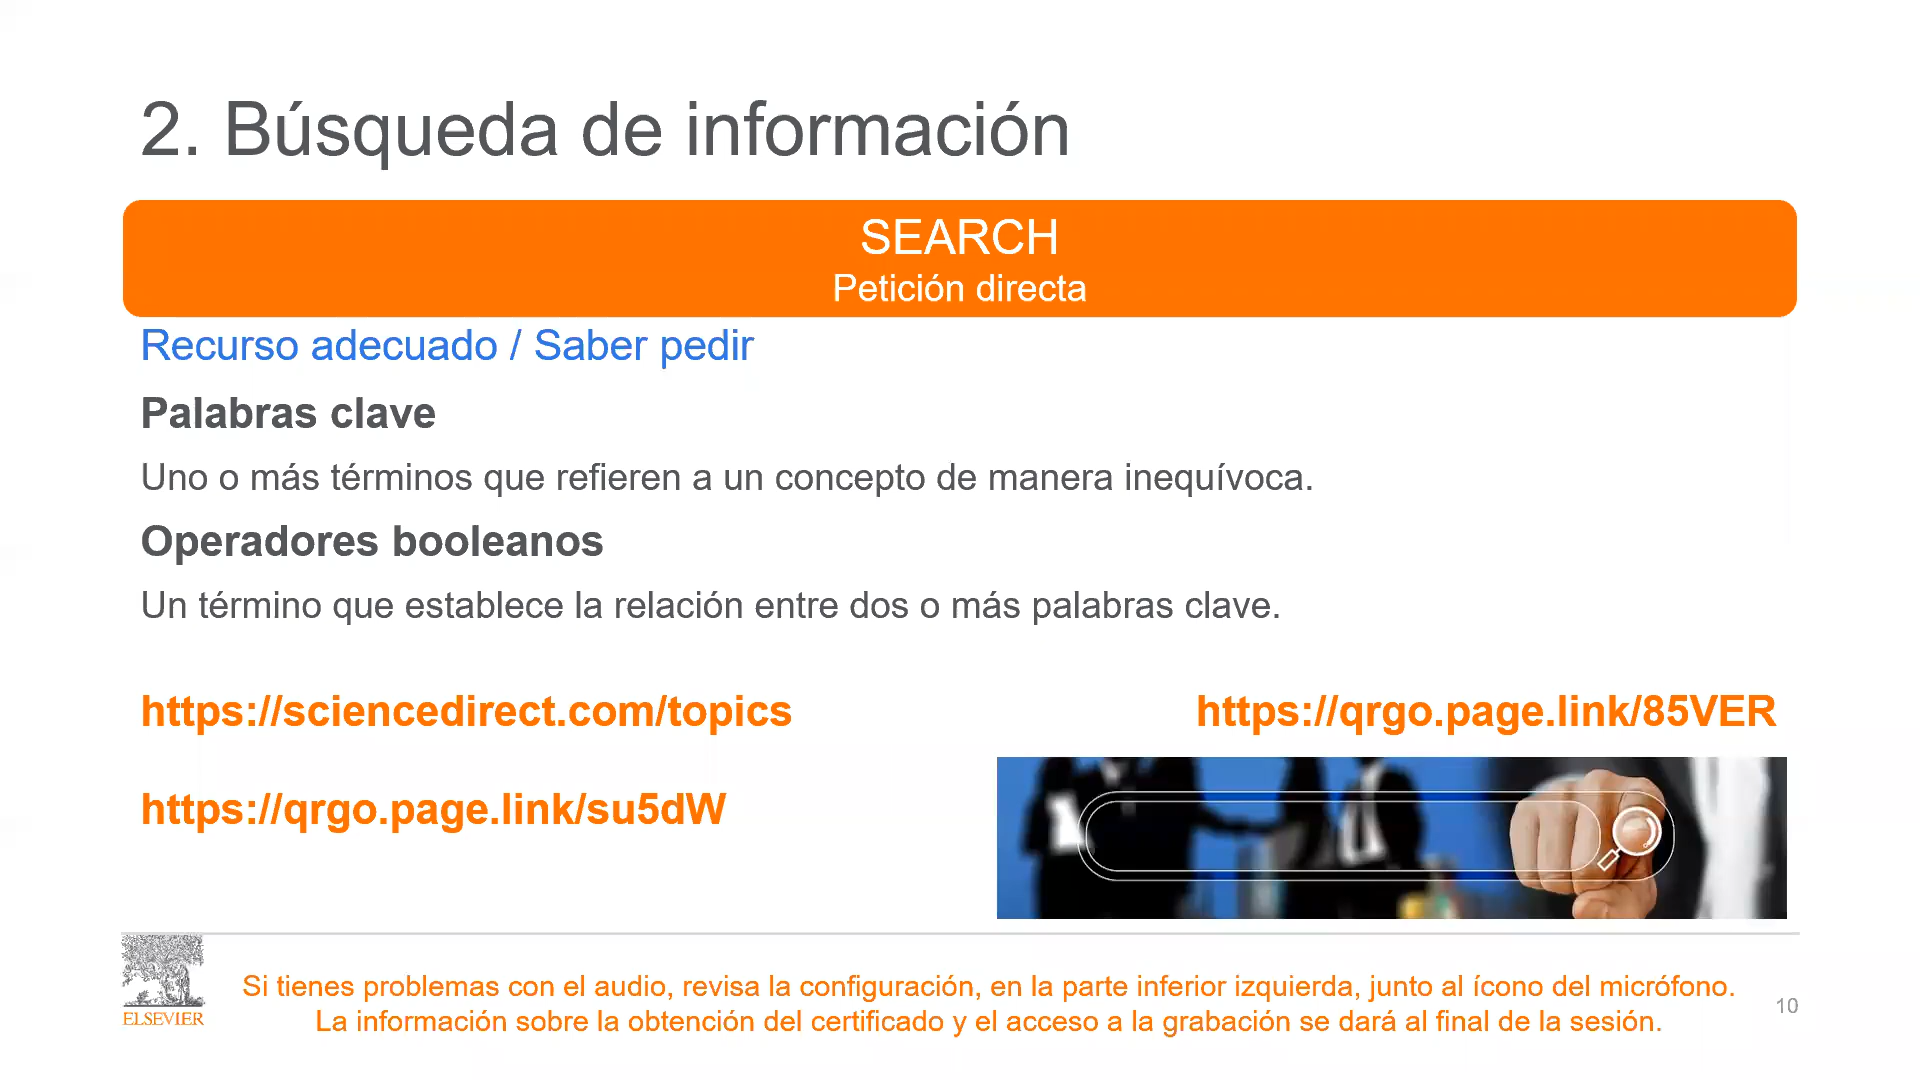 2. Búsqueda de información
SEARCH
Petición directa
Recurso adecuado / Saber pedir
Palabras clave
Uno o más términos que refieren a un concepto de manera inequívoca.
Operadores booleanos
Un término que establece la relación entre dos o más palabras clave.
https://sciencedirect.com/topics
https://qrgo.page.link/85VER
https://qrgo.page.link/su5dW
ELSEVIER
Si tienes problemas con el audio, revisa la configuración, en la parte inferior izquierda, junto al ícono del micrófono.
La información sobre la obtención del certificado y el acceso a la grabación se dará al final de la sesión.
10